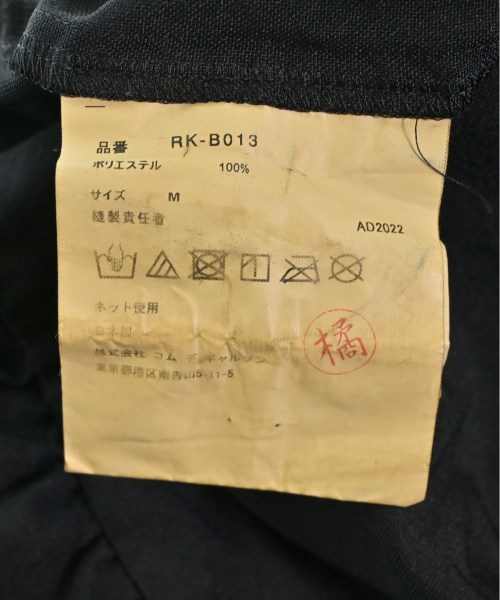 品番 RK-B013
ポリエステル 100%
サイズ M
縫製責任者
AD2022
ネット使用
日本製
株式会社 コム デ ギャルソン
東京都港区南青山5-11-5
橘